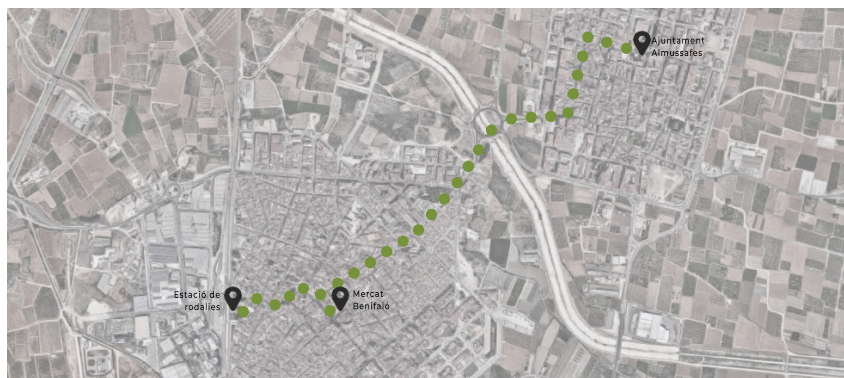 Ajuntament
Almussafes
Estació de
rodalies
Mercat
Benifaió